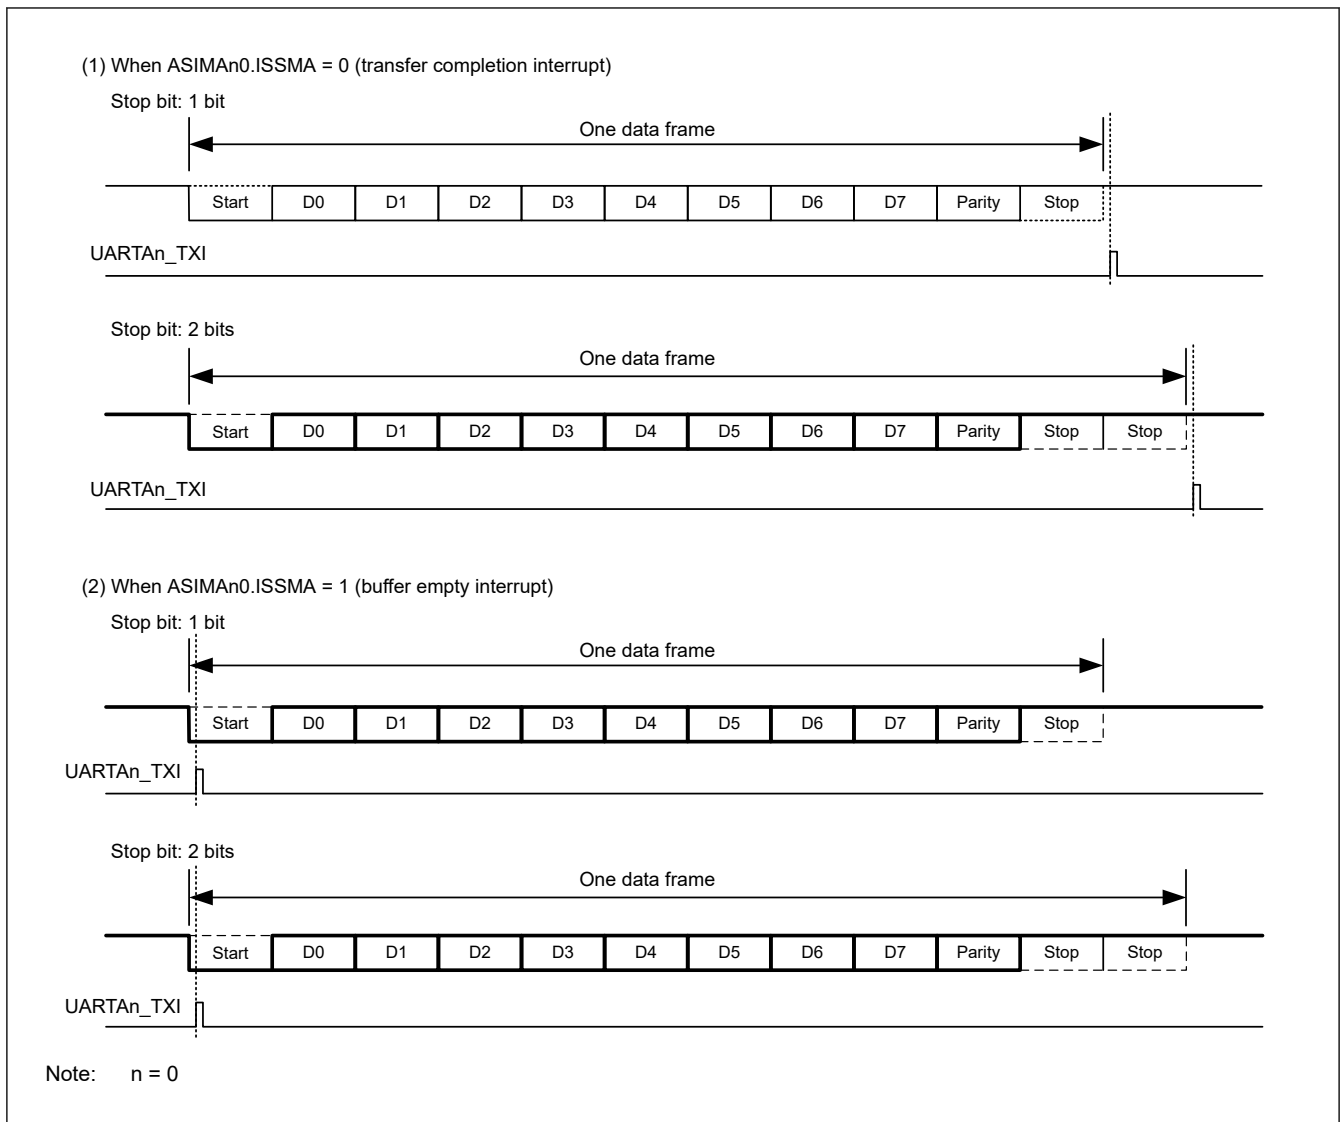 (1) When ASIMAn0.ISSMA = 0 (transfer completion interrupt)
Stop bit: 1 bit
One data frame
Start D0 D1 D2 D3 D4 D5 D6 D7 Parity Stop
UARTAn_TXI
Stop bit: 2 bits
One data frame
Start D0 D1 D2 D3 D4 D5 D6 D7 Parity Stop Stop
UARTAn_TXI
(2) When ASIMAn0.ISSMA = 1 (buffer empty interrupt)
Stop bit: 1 bit
One data frame
Start D0 D1 D2 D3 D4 D5 D6 D7 Parity Stop
UARTAn_TXI
Stop bit: 2 bits
One data frame
Start D0 D1 D2 D3 D4 D5 D6 D7 Parity Stop Stop
UARTAn_TXI
Note: n = 0